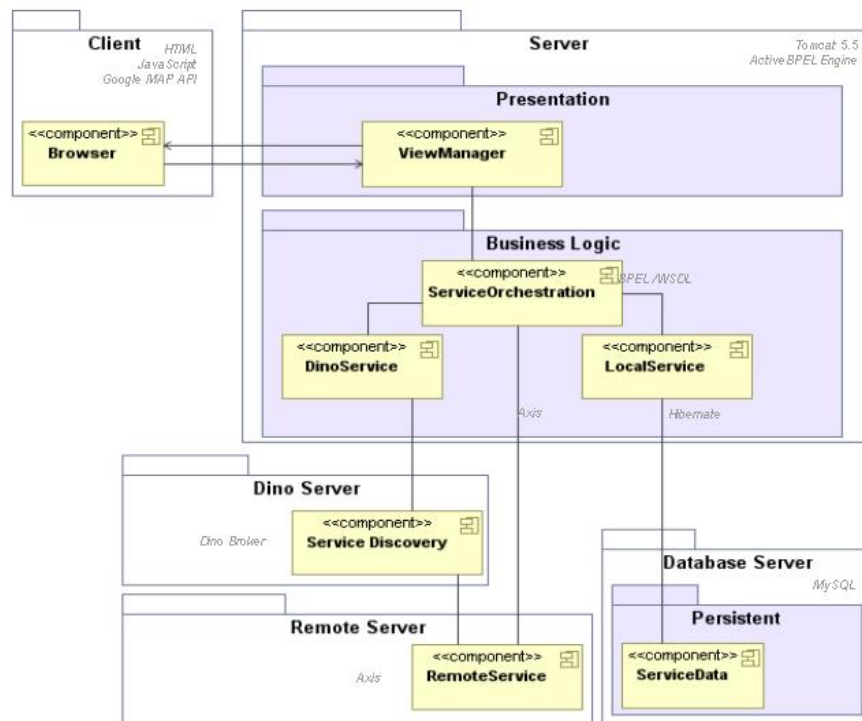 Client
HTML
JavaScript
Google MAP API
<<component>>
Browser
Server
Tomcat 5.5
Active BPEL Engine
Presentation
<<component>>
ViewManager
Business Logic
<<component>>
ServiceOrchestration
BPEL/WSDL
<<component>>
DinoService
<<component>>
LocalService
Axis
Hibernate
Dino Server
<<component>>
Service Discovery
Dino Broker
Database Server
MySQL
Persistent
<<component>>
ServiceData
Remote Server
<<component>>
RemoteService
Axis